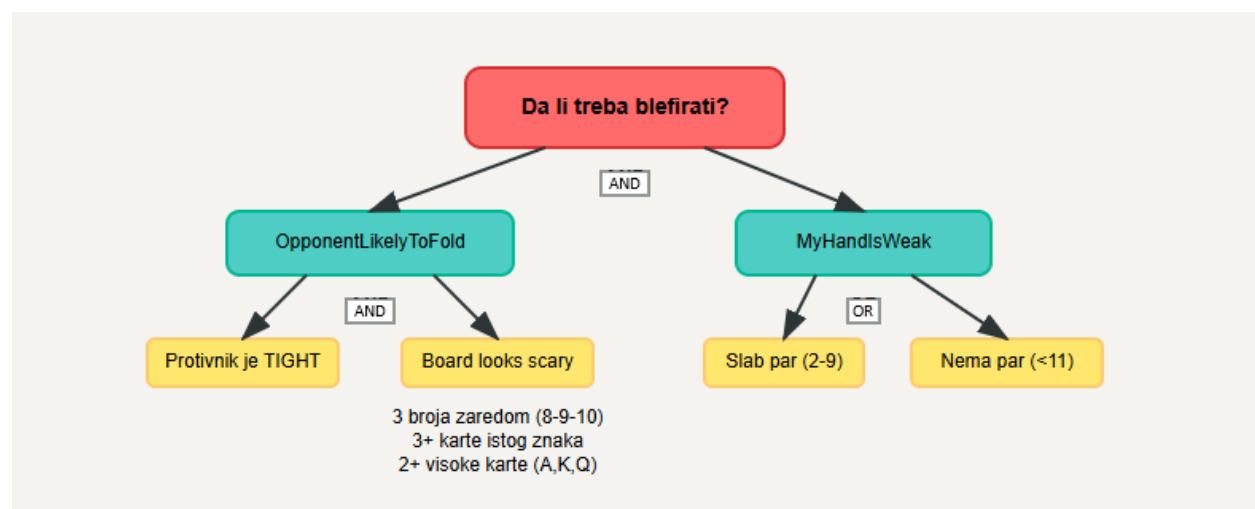 Da li treba blefirati?
AND
OpponentLikelyToFold
MyHandIsWeak
AND
OR
Protivnik je TIGHT
Board looks scary
Slab par (2-9)
Nema par (<11)
3 broja zaredom (8-9-10)
3+ karte istog znaka
2+ visoke karte (A,K,Q)